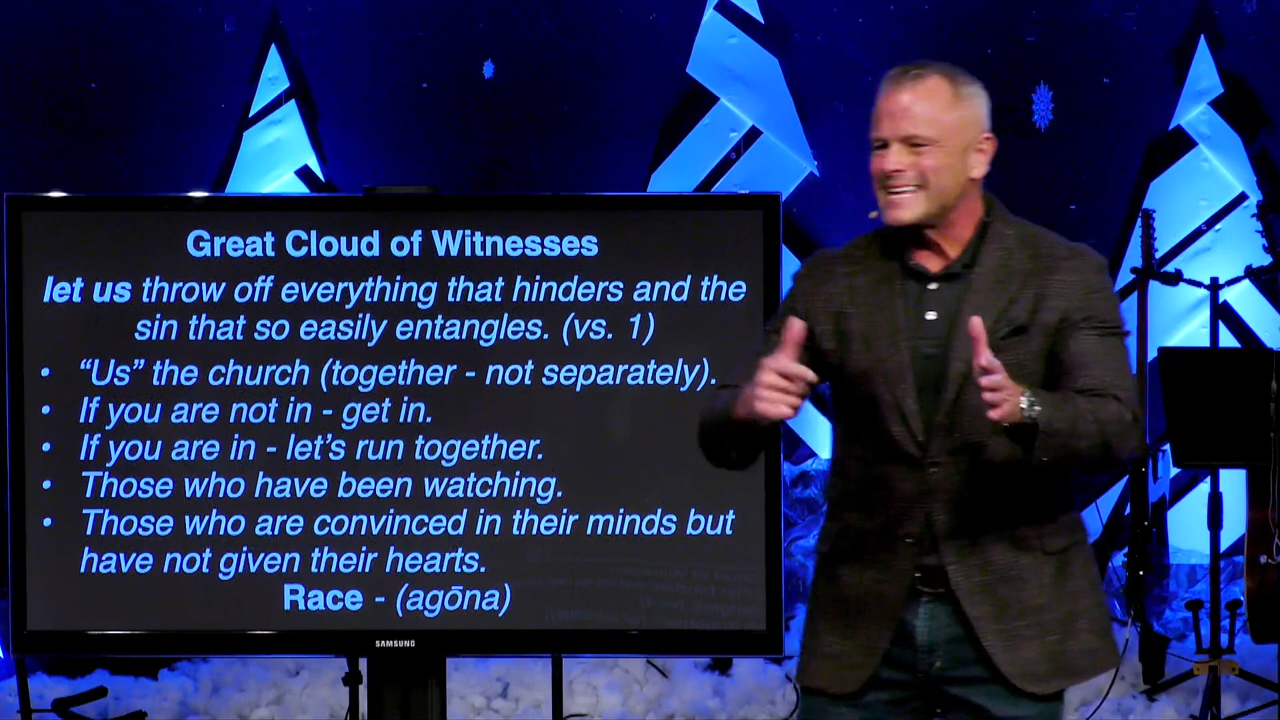 Great Cloud of Witnesses
let us throw off everything that hinders and the
sin that so easily entangles. (vs. 1)
• “Us” the church (together - not separately).
• If you are not in - get in.
• If you are in - let’s run together.
• Those who have been watching.
• Those who are convinced in their minds but
have not given their hearts.
Race - (agōna)
SAMSUNG